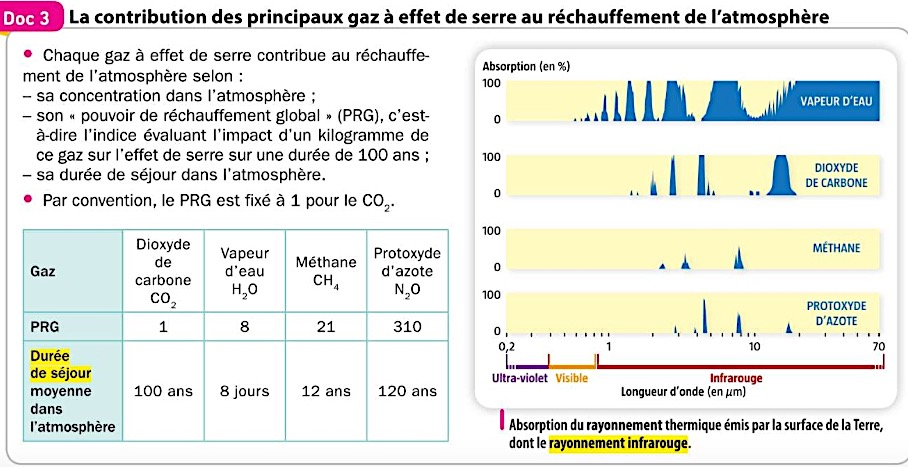 Doc 3 La contribution des principaux gaz à effet de serre au réchauffement de l'atmosphère
• Chaque gaz à effet de serre contribue au réchauffe-
ment de l'atmosphère selon :
– sa concentration dans l'atmosphère ;
– son « pouvoir de réchauffement global » (PRG), c'est-
à-dire l'indice évaluant l'impact d'un kilogramme de
ce gaz sur l'effet de serre sur une durée de 100 ans ;
– sa durée de séjour dans l'atmosphère.
• Par convention, le PRG est fixé à 1 pour le CO₂.
Gaz
Dioxyde
de
carbone
CO₂
Vapeur
d'eau
H₂O
Méthane
CH₄
Protoxyde
d'azote
N₂O
PRG 1 8 21 310
Durée
de séjour
moyenne
dans
l'atmosphère
100 ans 8 jours 12 ans 120 ans
Absorption (en %)
100
0
VAPEUR D'EAU
100
0
DIOXYDE
DE CARBONE
100
0
MÉTHANE
100
0
PROTOXYDE
D'AZOTE
0,2 1 10 70
Ultra-violet Visible Infrarouge
Longueur d'onde (en µm)
Absorption du rayonnement thermique émis par la surface de la Terre,
dont le rayonnement infrarouge.